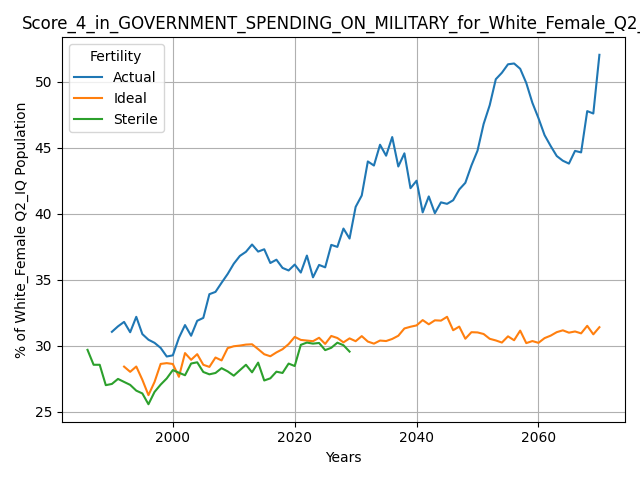 Score_4_in_GOVERNMENT_SPENDING_ON_MILITARY_for_White_Female_Q2_
Fertility
Actual
Ideal
Sterile
% of White_Female Q2_IQ Population
50
45
40
35
30
25
2000
2020
2040
2060
Years